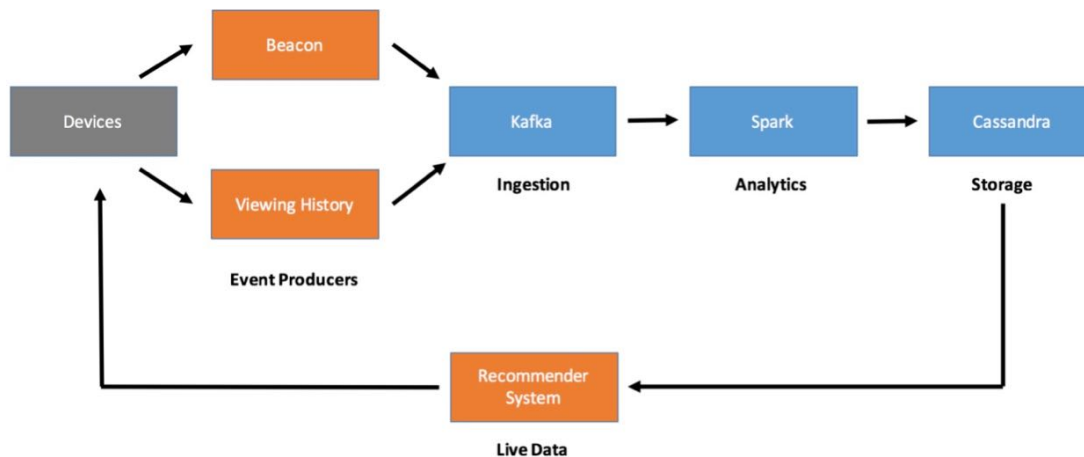 Beacon
Devices
Kafka
Spark
Cassandra
Ingestion
Analytics
Storage
Viewing History
Event Producers
Recommender
System
Live Data